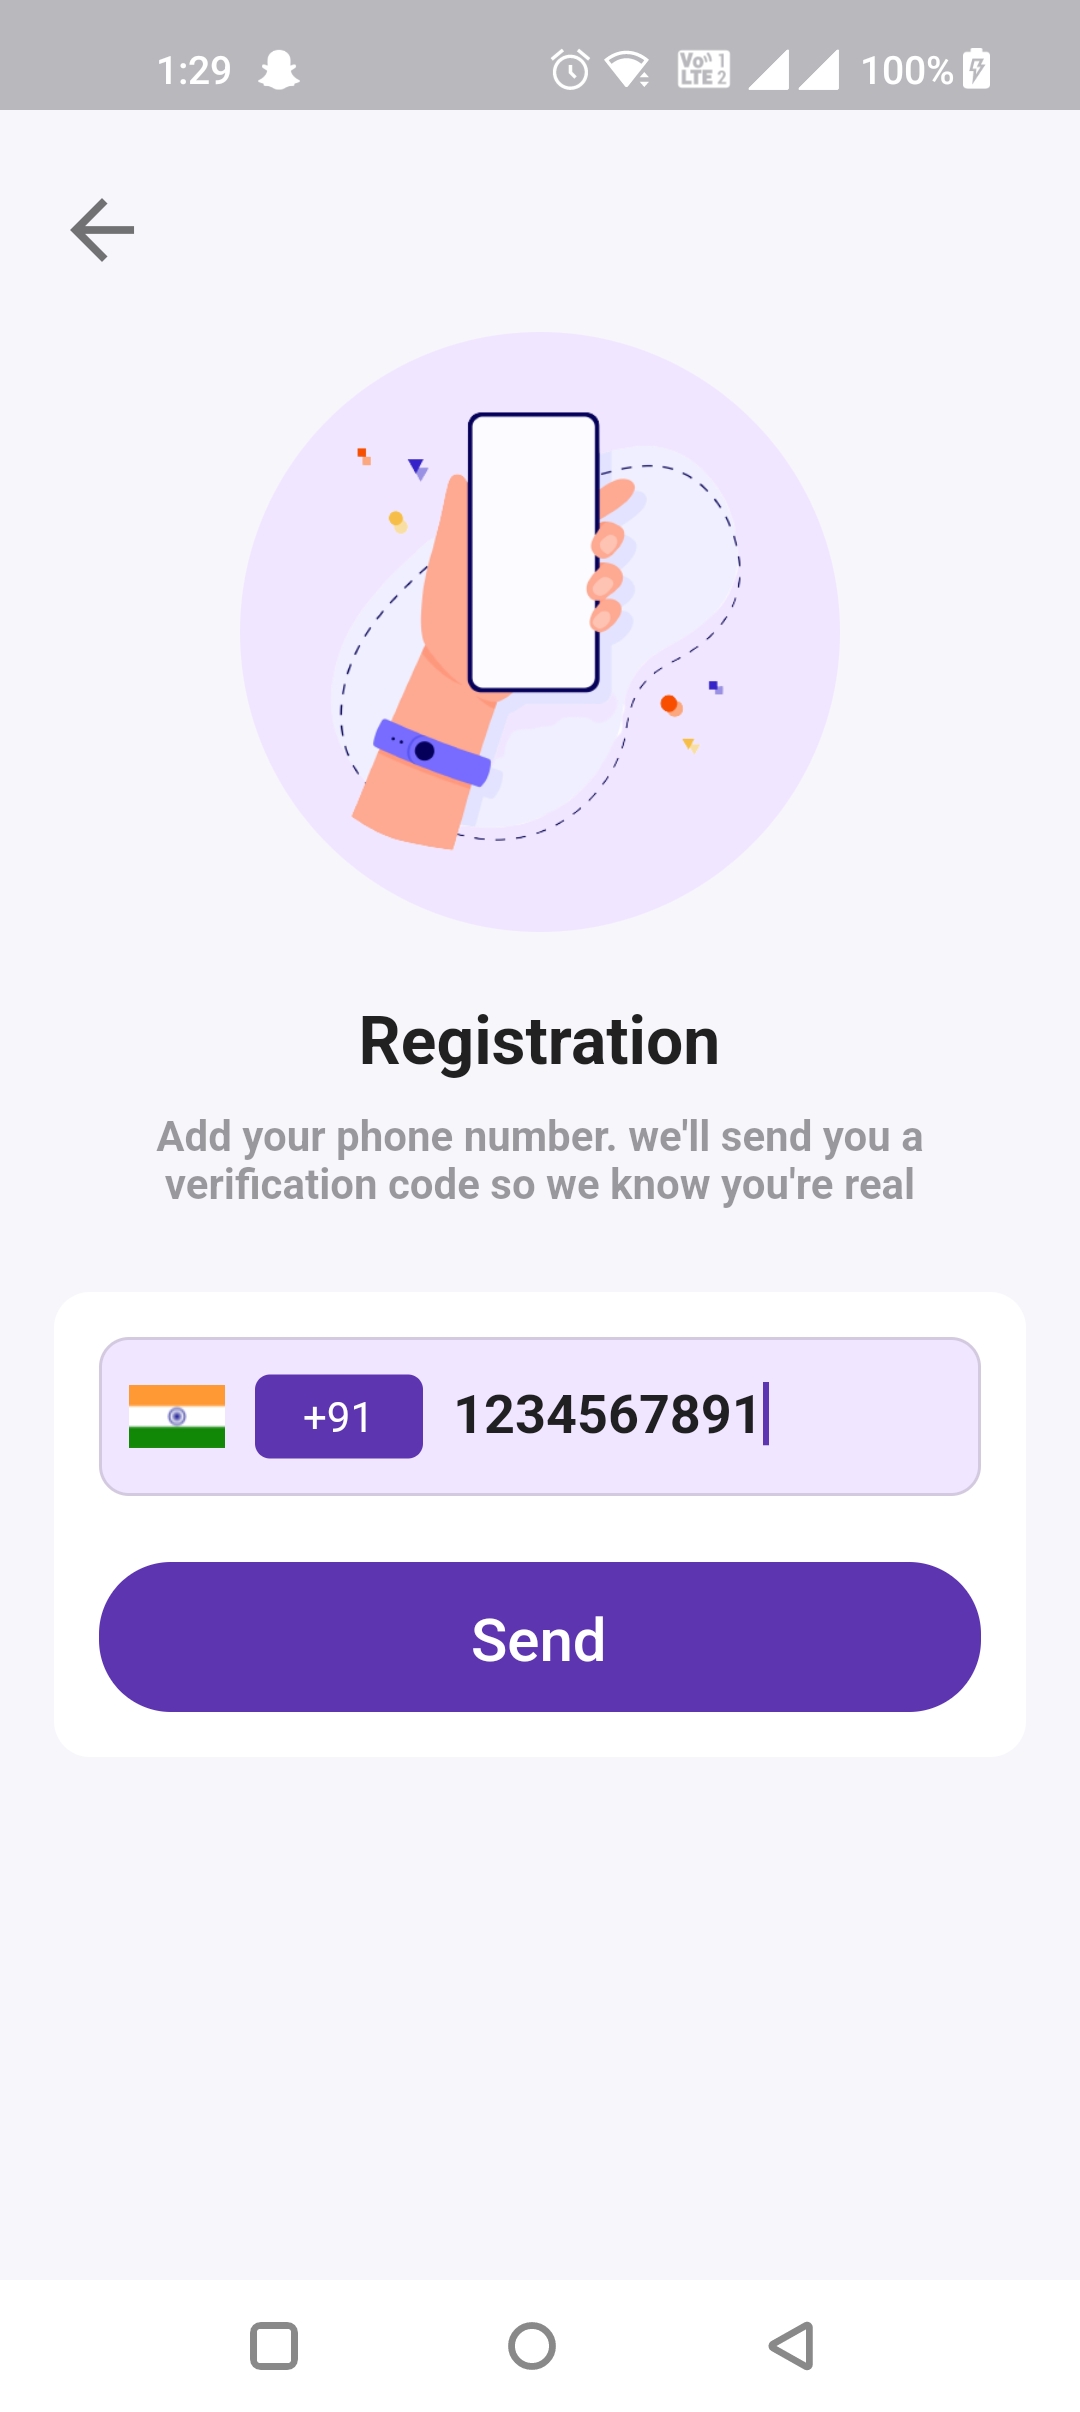 1:29
Vo)) 1
LTE 2
100%
Registration
Add your phone number. we'll send you a
verification code so we know you're real
+91
1234567891
Send